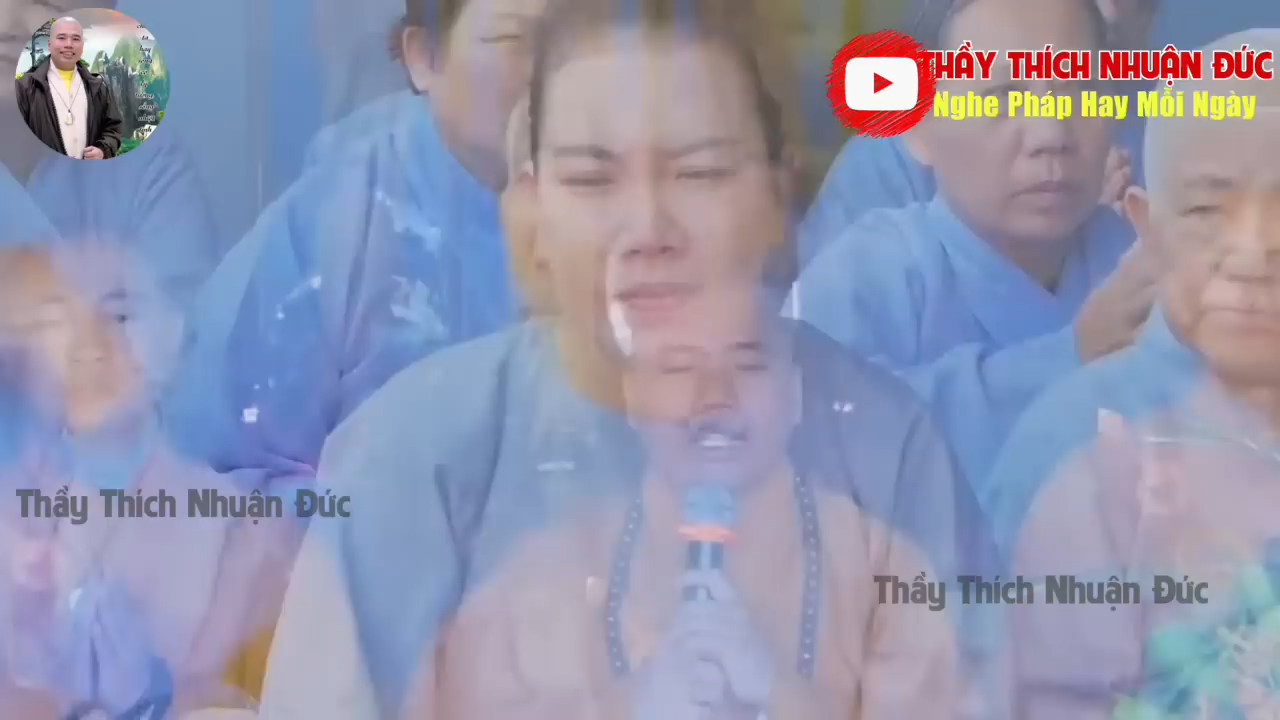 THẦY THÍCH NHUẬN ĐỨC
Nghe Pháp Hay Mỗi Ngày
Thầy Thích Nhuận Đức
Thầy Thích Nhuận Đức